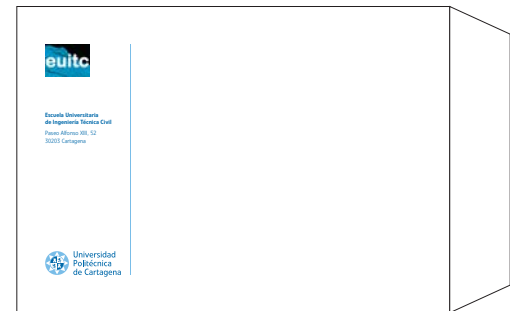 euitc
Escuela Universitaria
de Ingeniería Técnica Civil
Paseo Alfonso XIII, 52
30203 Cartagena
Universidad
Politécnica
de Cartagena